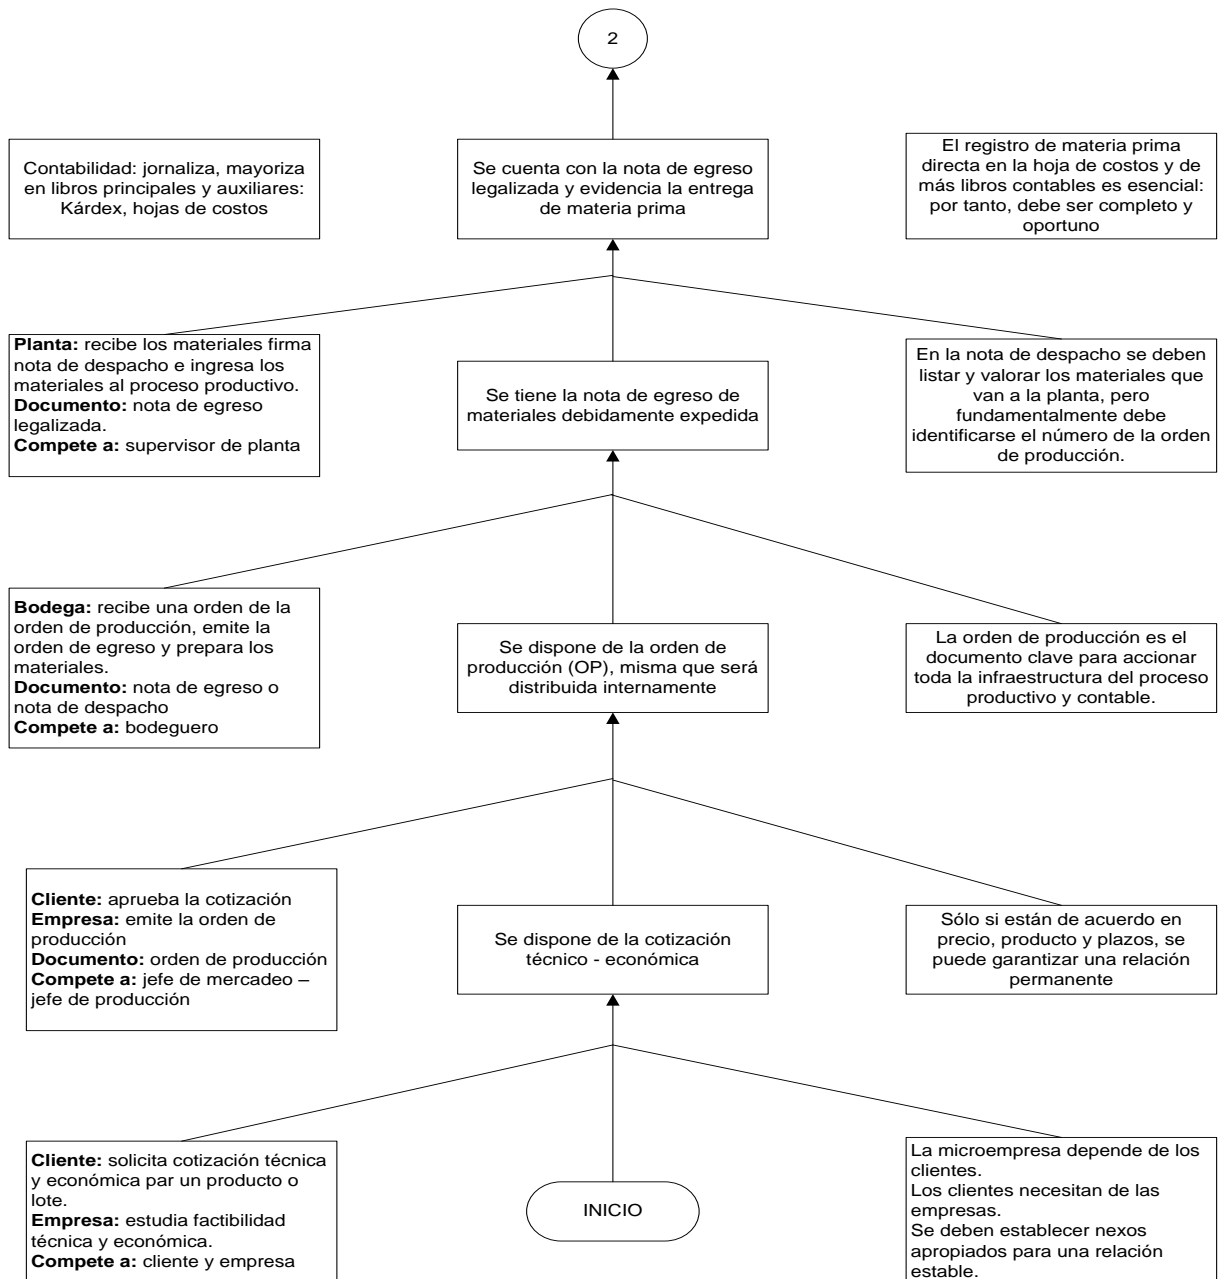 2
Contabilidad: jornaliza, mayoriza
en libros principales y auxiliares:
Kárdex, hojas de costos
Se cuenta con la nota de egreso
legalizada y evidencia la entrega
de materia prima
El registro de materia prima
directa en la hoja de costos y de
más libros contables es esencial:
por tanto, debe ser completo y
oportuno
Planta: recibe los materiales firma
nota de despacho e ingresa los
materiales al proceso productivo.
Documento: nota de egreso
legalizada.
Compete a: supervisor de planta
Se tiene la nota de egreso de
materiales debidamente expedida
En la nota de despacho se deben
listar y valorar los materiales que
van a la planta, pero
fundamentalmente debe
identificarse el número de la orden
de producción.
Bodega: recibe una orden de la
orden de producción, emite la
orden de egreso y prepara los
materiales.
Documento: nota de egreso o
nota de despacho
Compete a: bodeguero
Se dispone de la orden de
producción (OP), misma que será
distribuida internamente
La orden de producción es el
documento clave para accionar
toda la infraestructura del proceso
productivo y contable.
Cliente: aprueba la cotización
Empresa: emite la orden de
producción
Documento: orden de producción
Compete a: jefe de mercadeo –
jefe de producción
Se dispone de la cotización
técnico - económica
Sólo si están de acuerdo en
precio, producto y plazos, se
puede garantizar una relación
permanente
Cliente: solicita cotización técnica
y económica par un producto o
lote.
Empresa: estudia factibilidad
técnica y económica.
Compete a: cliente y empresa
INICIO
La microempresa depende de los
clientes.
Los clientes necesitan de las
empresas.
Se deben establecer nexos
apropiados para una relación
estable.